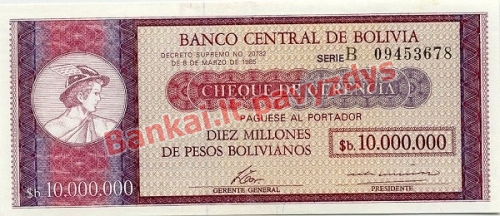 BANCO CENTRAL DE BOLIVIA
DECRETO SUPREMO NO. 20732
DE 8 DE MARZO DE 1985
SERIE B 09453678
CHEQUE DE GERENCIA
PAGUESE AL PORTADOR
DIEZ MILLONES
DE PESOS BOLIVIANOS
$b. 10.000.000
$b. 10.000.000
GERENTE GENERAL
PRESIDENTE
Bankai.lt pavyzdys